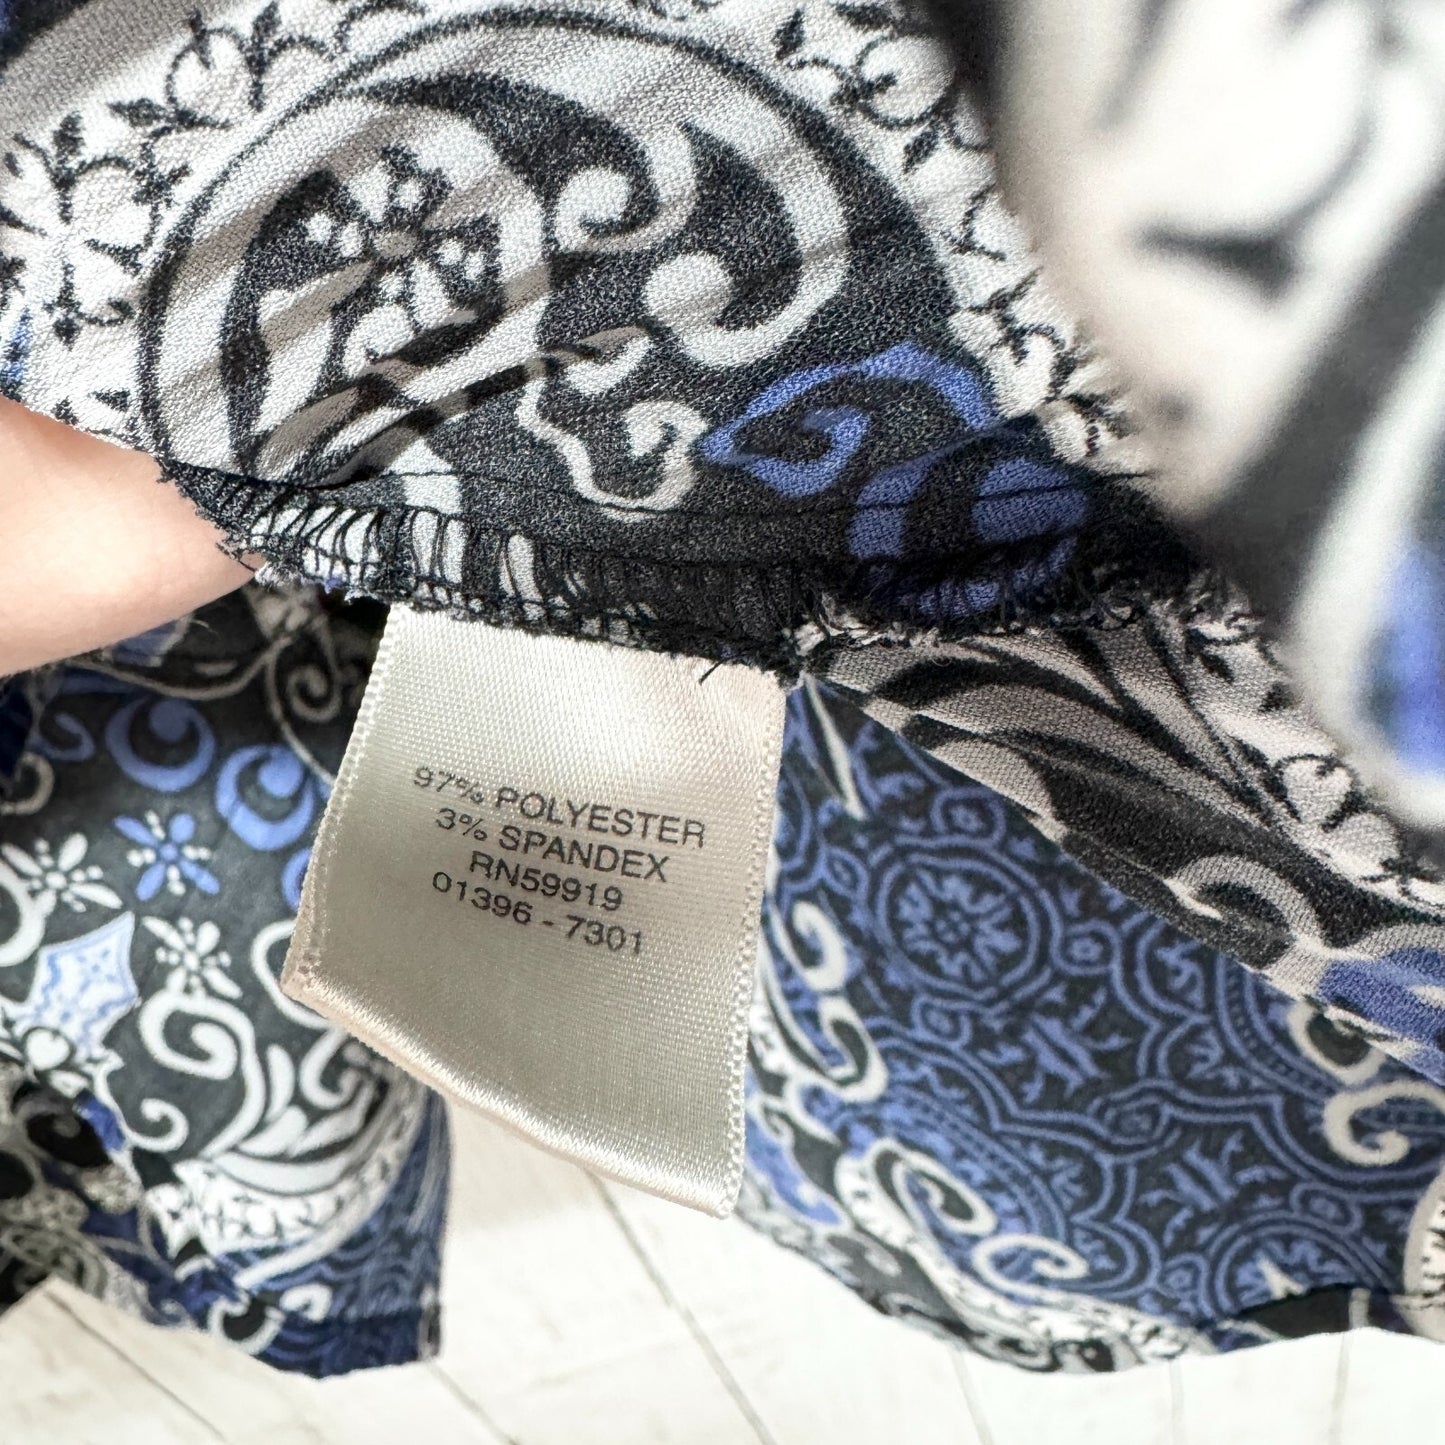 97% POLYESTER
3% SPANDEX
RN59919
01396 - 7301